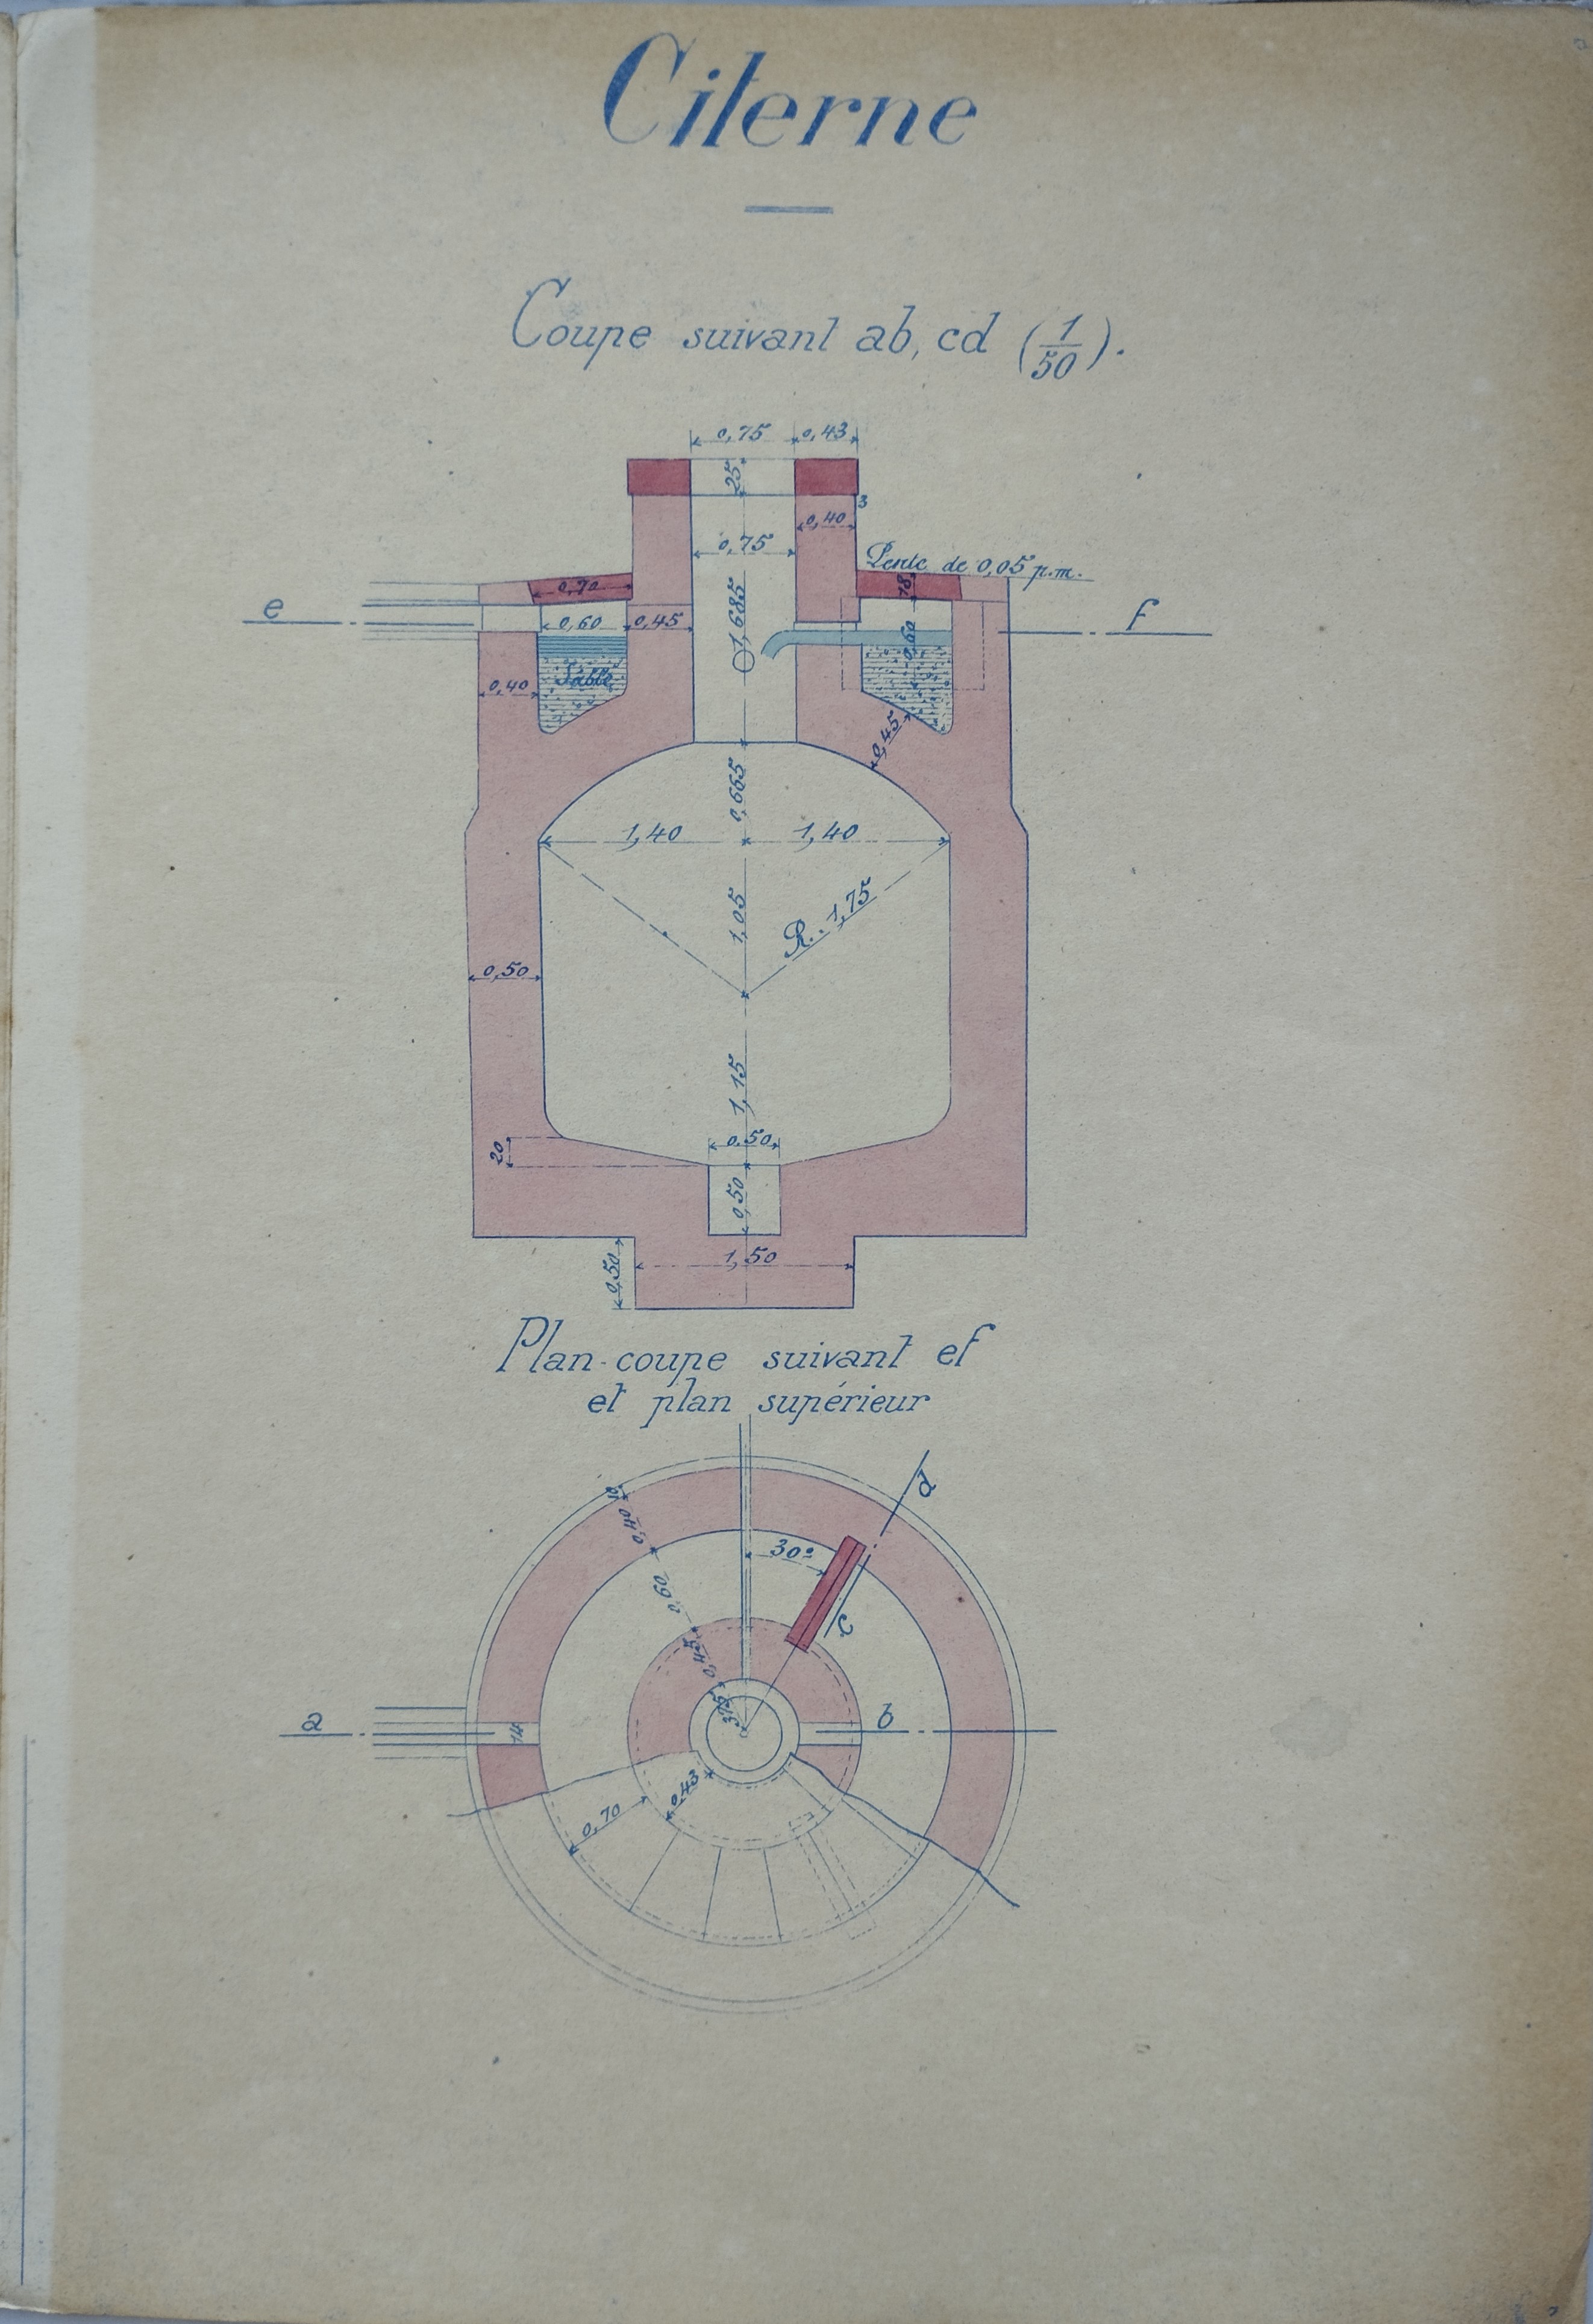 Citerne
Coupe suivant ab, cd (1/50).
0,75 0,43
25
3
0,40
0,75
Pente de 0,05 p.m.
0,70
18
e
0,60 0,45
1,685
0,60
f
Sable
0,40
0,45
0,665
1,40 1,40
1,05
R. 1,75
0,50
1,15
0,50
20
0,50
1,50
0,50
Plan-coupe suivant ef
et plan supérieur
d
10
0,40
30°
0,60
c
0,45
375
a
14
b
0,43
0,70